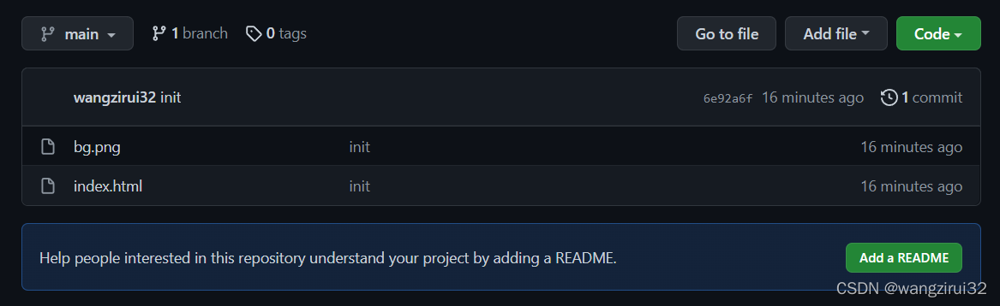 main 1 branch 0 tags Go to file Add file Code
wangzirui32 init 6e92a6f 16 minutes ago 1 commit
bg.png init 16 minutes ago
index.html init 16 minutes ago
Help people interested in this repository understand your project by adding a README. Add a README
CSDN @wangzirui32